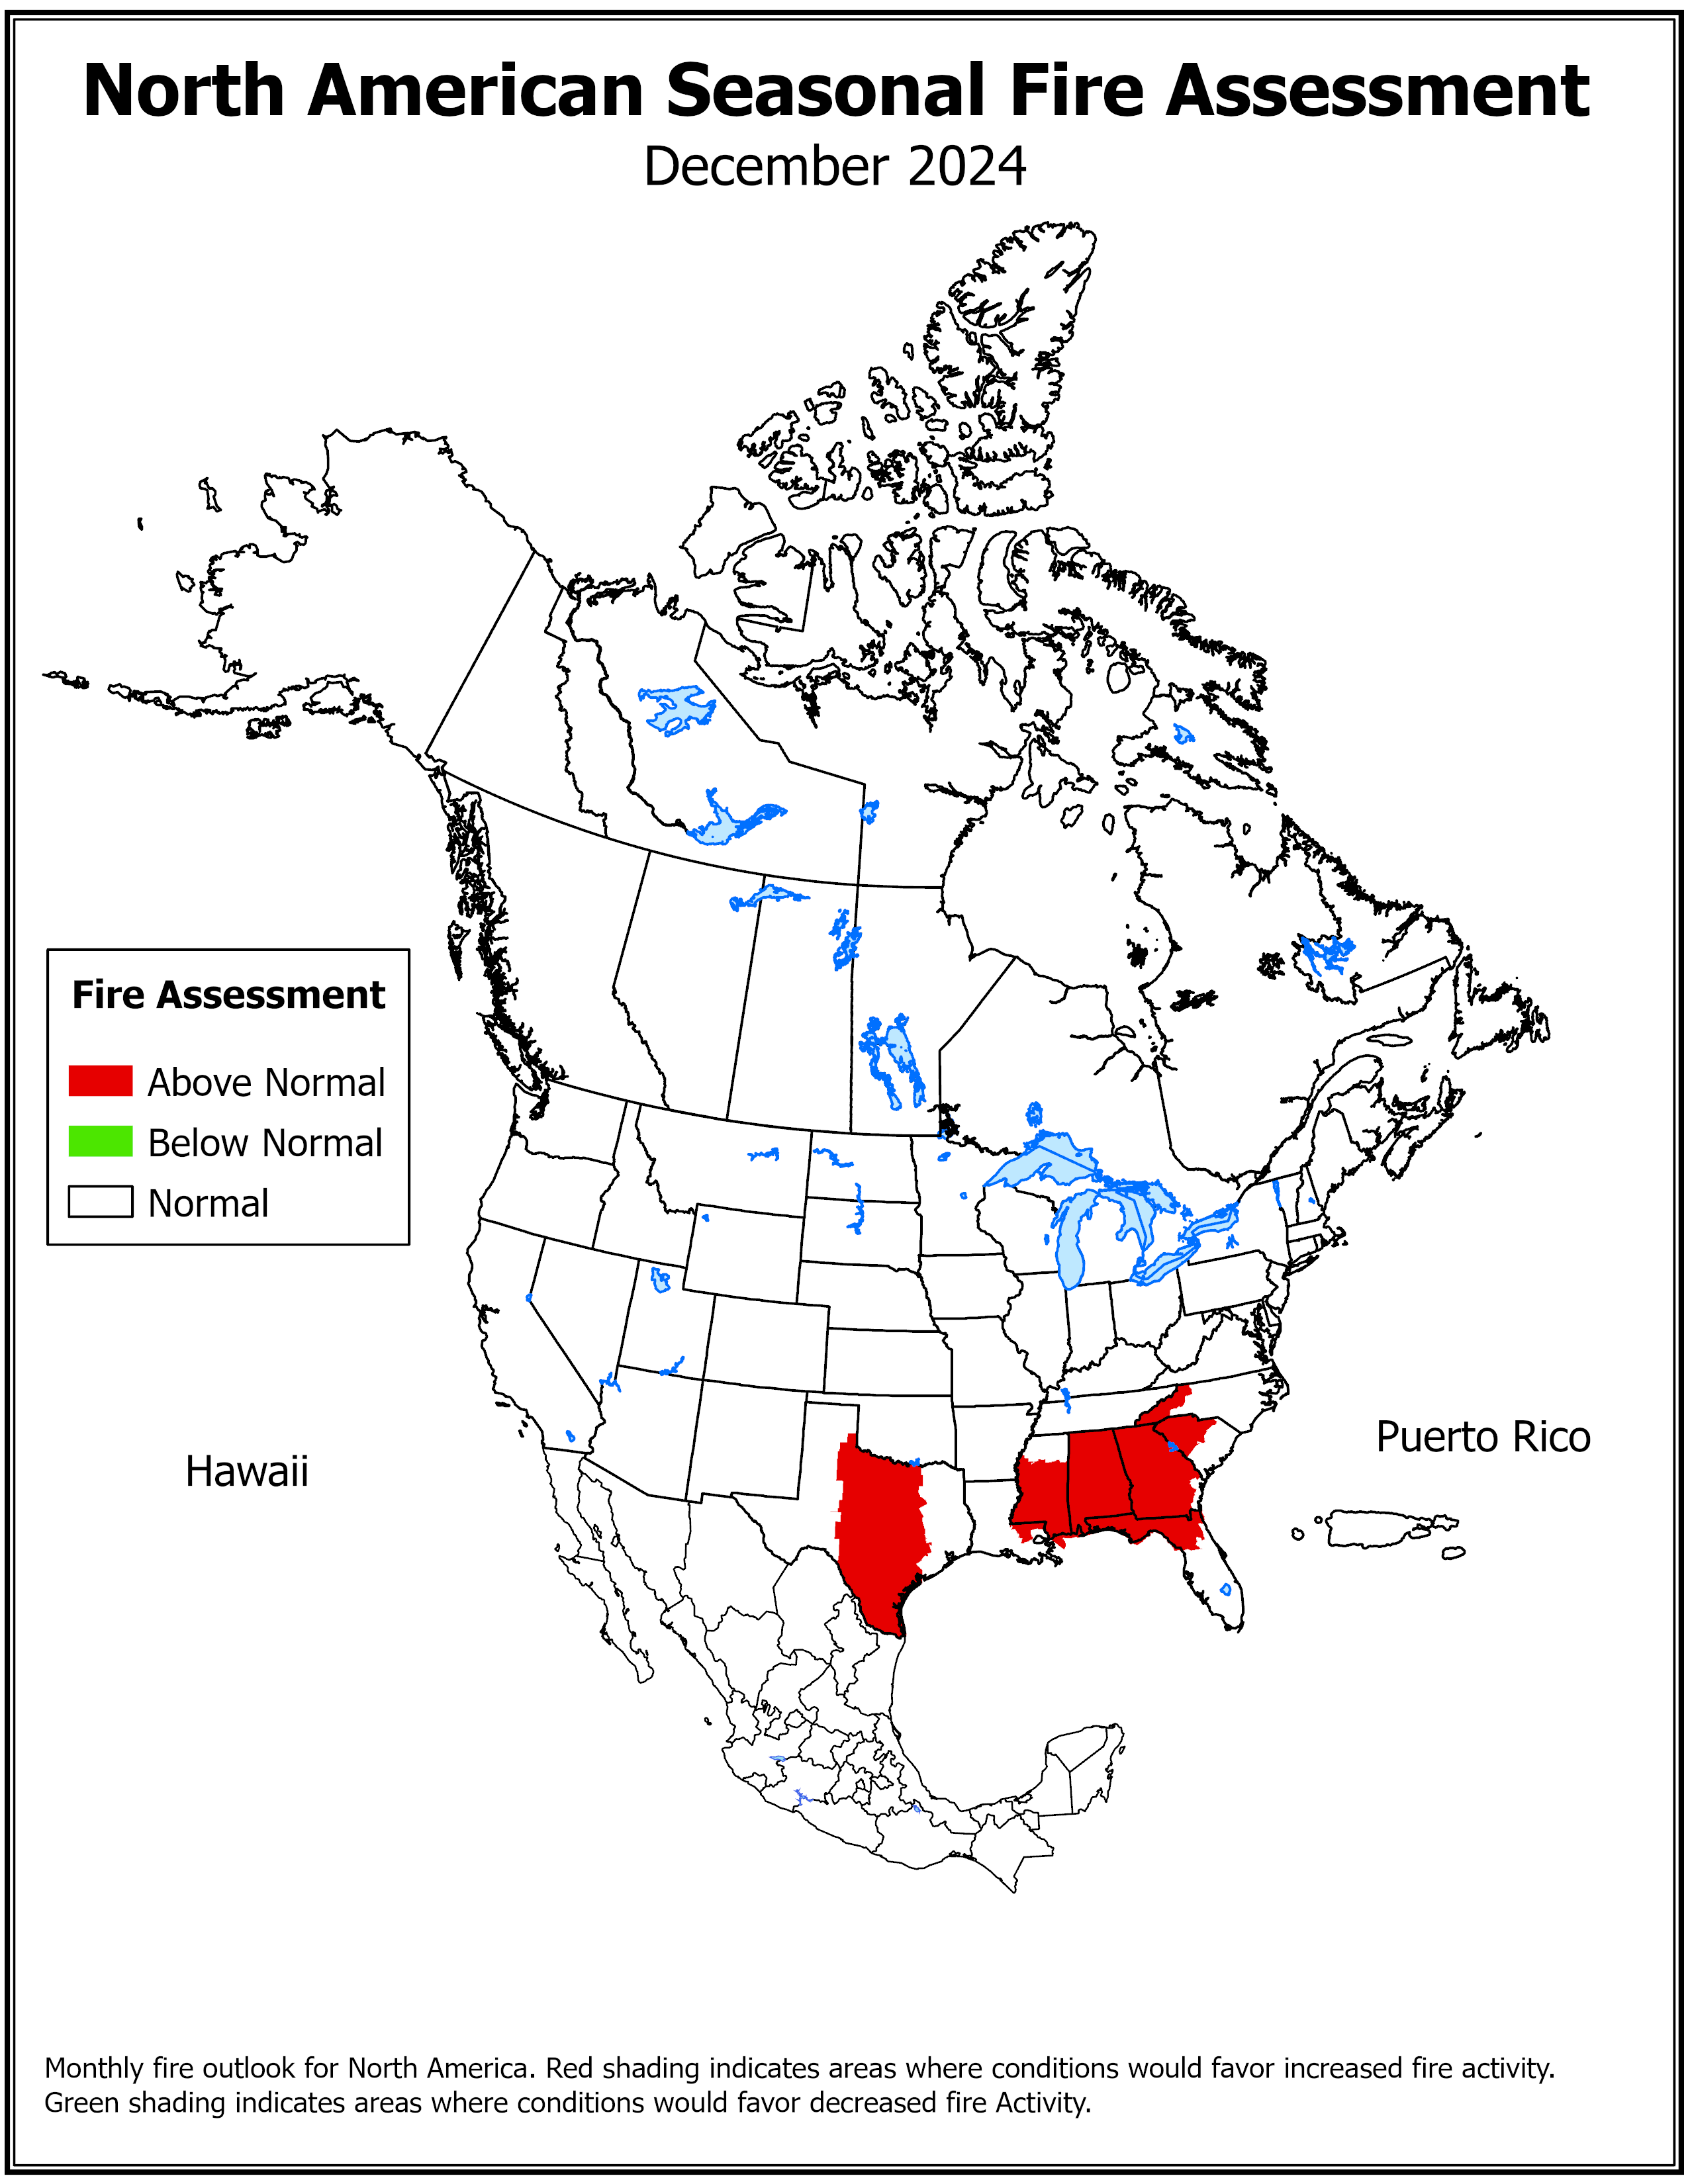 North American Seasonal Fire Assessment
December 2024
Fire Assessment
Above Normal
Below Normal
Normal
Hawaii
Puerto Rico
Monthly fire outlook for North America. Red shading indicates areas where conditions would favor increased fire activity.
Green shading indicates areas where conditions would favor decreased fire Activity.